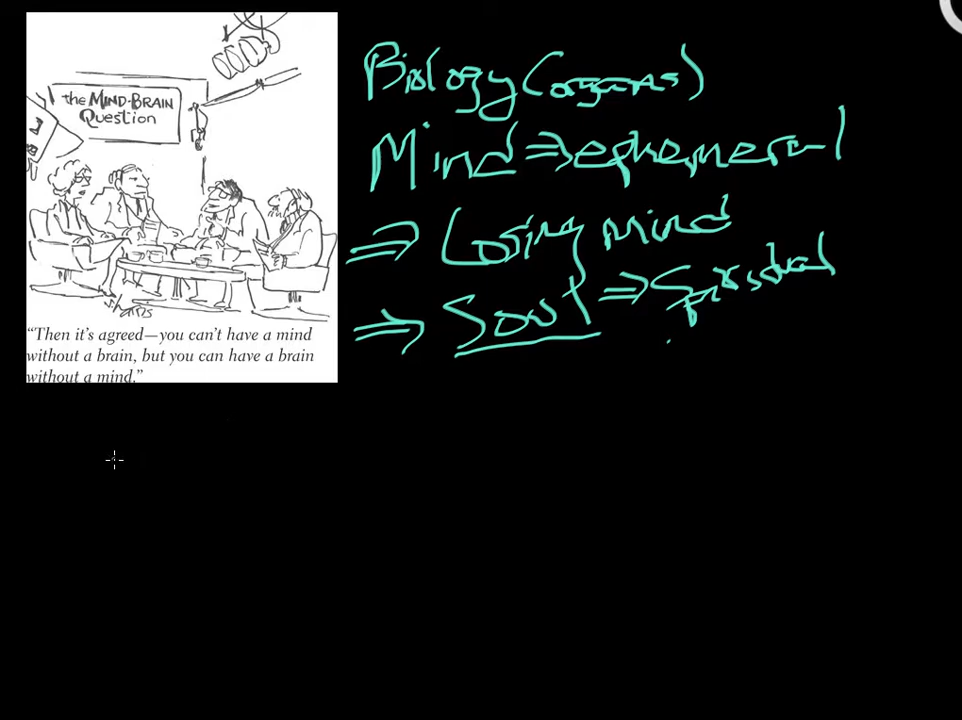 the MIND-BRAIN
Question
"Then it's agreed—you can't have a mind
without a brain, but you can have a brain
without a mind."
Biology (organs)
Mind ⇒ ephemeral
⇒ Losing mind
⇒ Soul ⇒ Spiritual